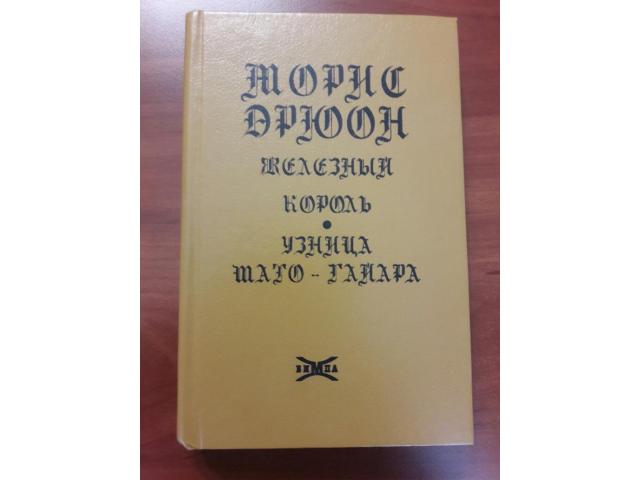 МОРИС
ДРЮОН
ЖЕЛЕЗНЫЙ
КОРОЛЬ
•
УЗНИЦА
ШАТО - ГАЙАРА